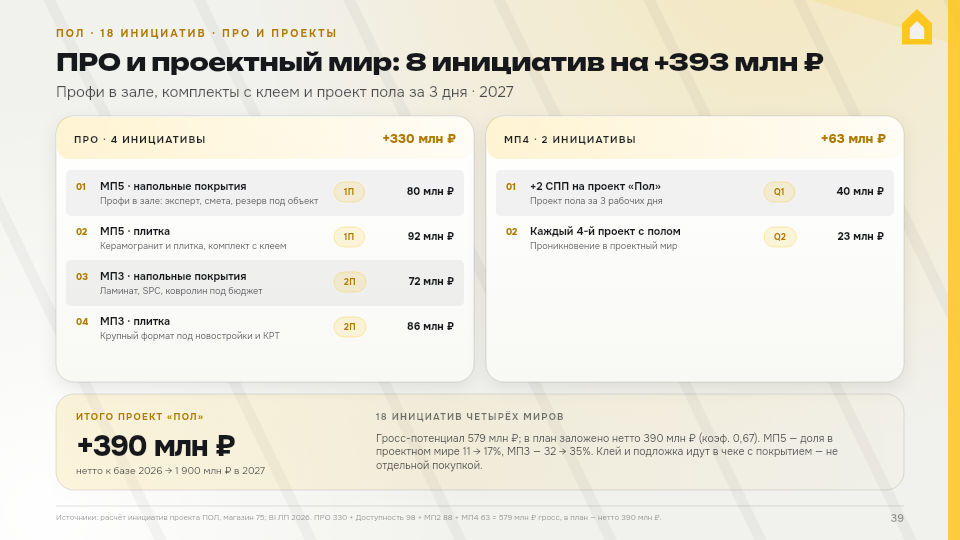 ПОЛ · 18 ИНИЦИАТИВ · ПРО И ПРОЕКТЫ
ПРО и проектный мир: 8 инициатив на +393 млн ₽
Профи в зале, комплекты с клеем и проект пола за 3 дня · 2027
ПРО · 4 ИНИЦИАТИВЫ
+330 млн ₽
01
МП5 · напольные покрытия
Профи в зале: эксперт, смета, резерв под объект
1П
80 млн ₽
02
МП5 · плитка
Керамогранит и плитка, комплект с клеем
1П
92 млн ₽
03
МП3 · напольные покрытия
Ламинат, SPC, ковролин под бюджет
2П
72 млн ₽
04
МП3 · плитка
Крупный формат под новостройки и КРТ
2П
86 млн ₽
МП4 · 2 ИНИЦИАТИВЫ
+63 млн ₽
01
+2 СПП на проект «Пол»
Проект пола за 3 рабочих дня
Q1
40 млн ₽
02
Каждый 4-й проект с полом
Проникновение в проектный мир
Q2
23 млн ₽
ИТОГО ПРОЕКТ «ПОЛ»
+390 млн ₽
нетто к базе 2026 → 1 900 млн ₽ в 2027
18 ИНИЦИАТИВ ЧЕТЫРЁХ МИРОВ
Гросс-потенциал 579 млн ₽; в план заложено нетто 390 млн ₽ (коэф. 0,67). МП5 — доля в
проектном мире 11 → 17%, МП3 — 32 → 35%. Клей и подложка идут в чеке с покрытием — не
отдельной покупкой.
Источники: расчёт инициатив проекта ПОЛ, магазин 75; BI ЛП 2026. ПРО 330 + Доступность 98 + МП2 88 + МП4 63 = 579 млн ₽ гросс, в план — нетто 390 млн ₽.
39